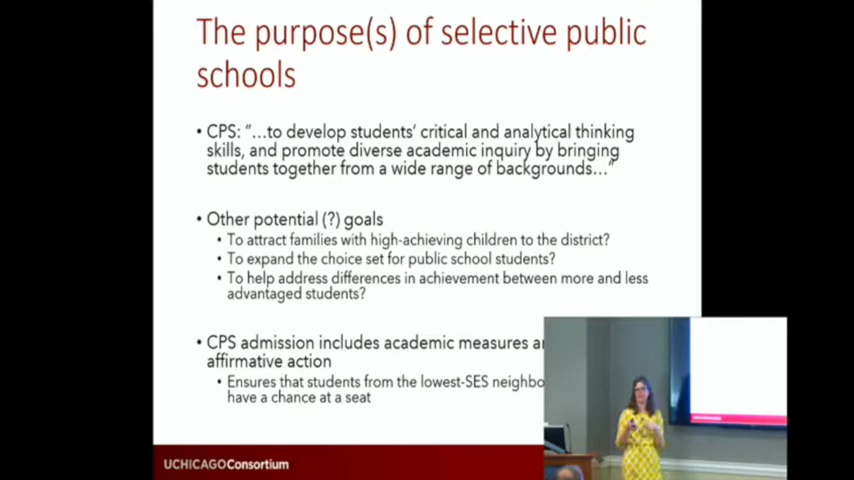 The purpose(s) of selective public
schools
• CPS: "…to develop students' critical and analytical thinking
skills, and promote diverse academic inquiry by bringing
students together from a wide range of backgrounds…"
• Other potential (?) goals
• To attract families with high-achieving children to the district?
• To expand the choice set for public school students?
• To help address differences in achievement between more and less
advantaged students?
• CPS admission includes academic measures
affirmative action
• Ensures that students from the lowest-SES
have a chance at a seat
UCHICAGOConsortium